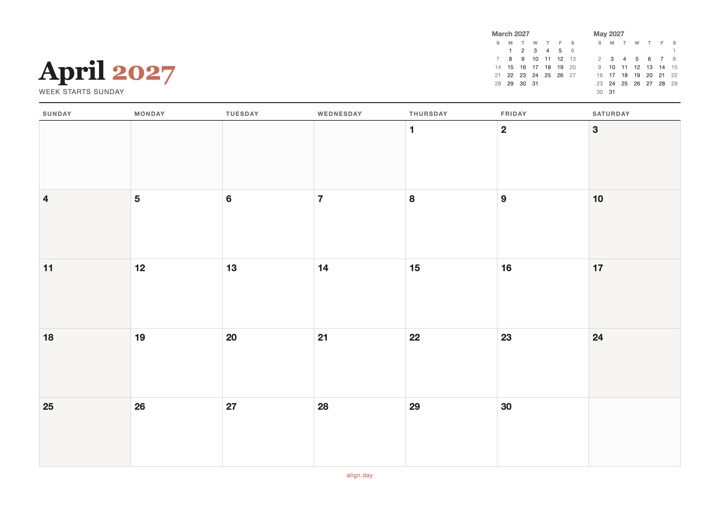 March 2027
S M T W T F S
1 2 3 4 5 6
7 8 9 10 11 12 13
14 15 16 17 18 19 20
21 22 23 24 25 26 27
28 29 30 31
May 2027
S M T W T F S
1
2 3 4 5 6 7 8
9 10 11 12 13 14 15
16 17 18 19 20 21 22
23 24 25 26 27 28 29
30 31
April 2027
WEEK STARTS SUNDAY
SUNDAY MONDAY TUESDAY WEDNESDAY THURSDAY FRIDAY SATURDAY
1 2 3
4 5 6 7 8 9 10
11 12 13 14 15 16 17
18 19 20 21 22 23 24
25 26 27 28 29 30
align.day